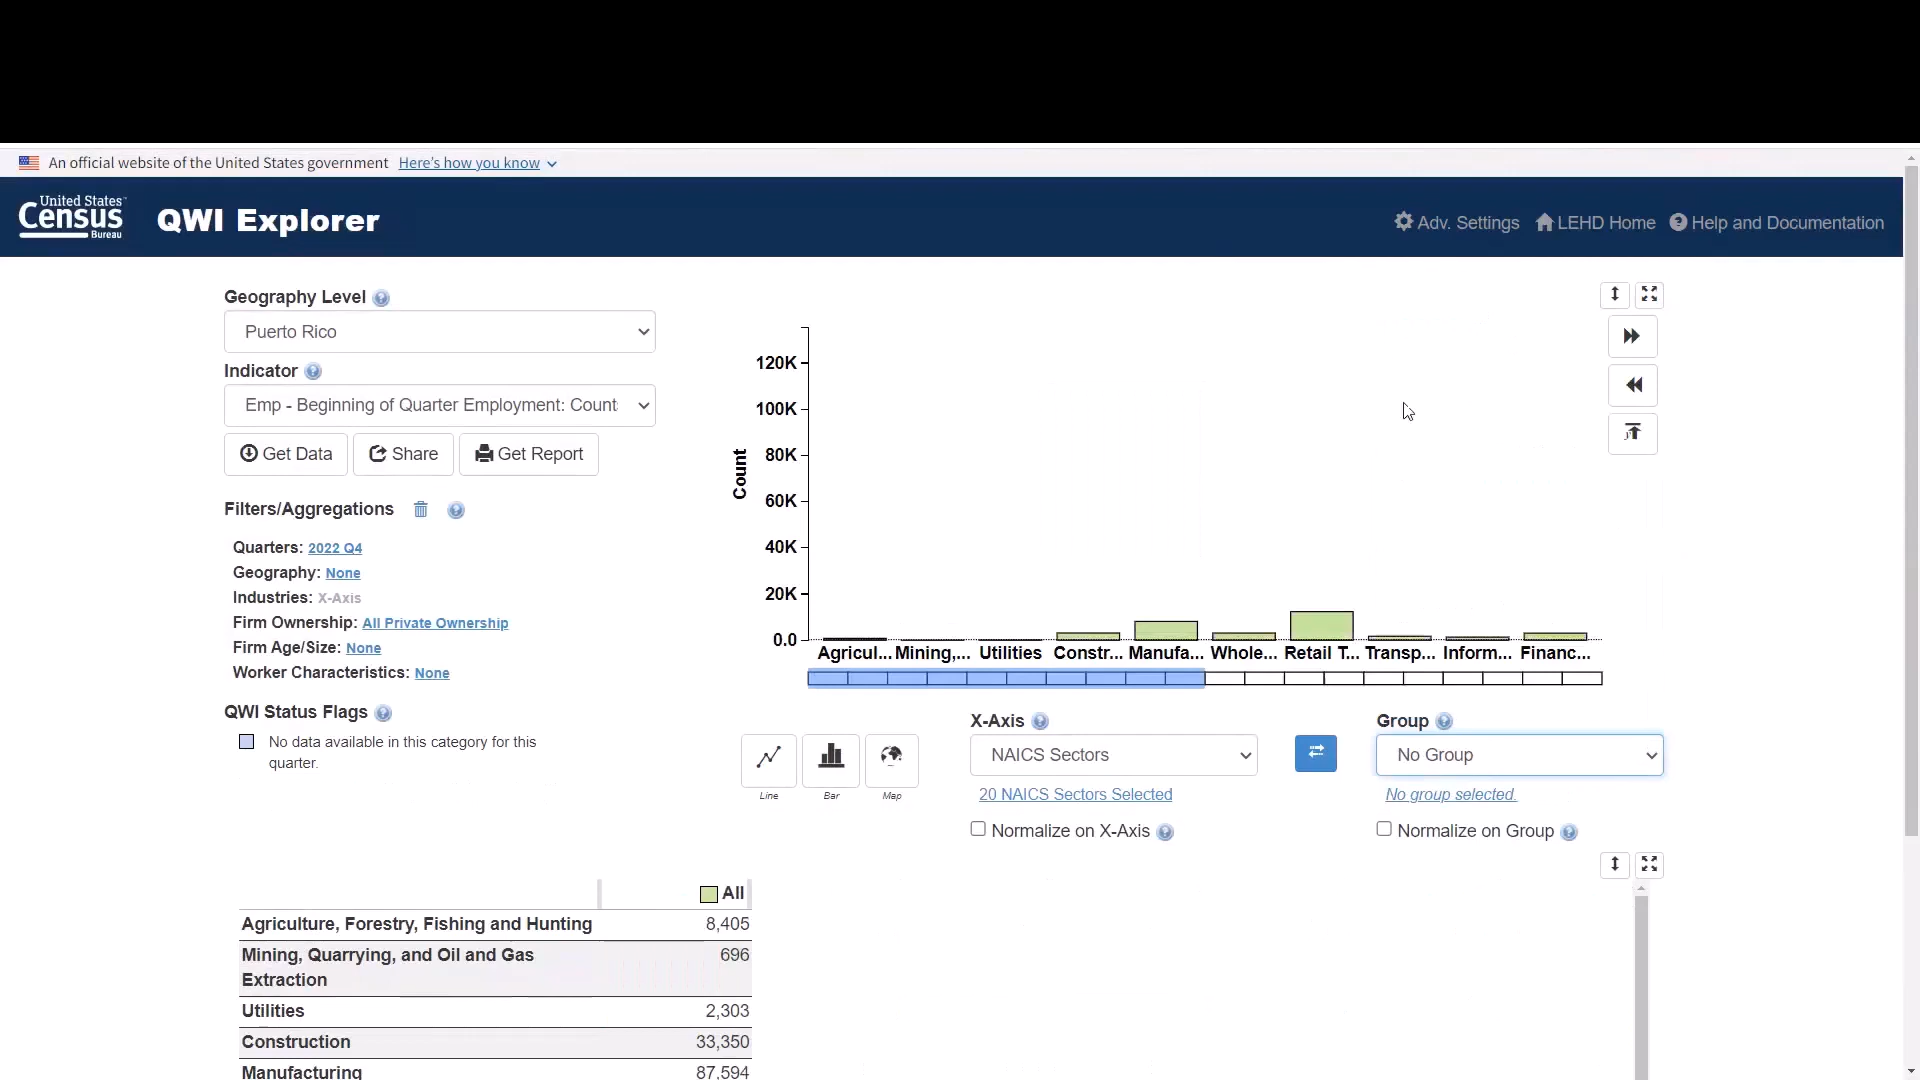 An official website of the United States government Here's how you know
United States
Census
Bureau
QWI Explorer
Adv. Settings LEHD Home Help and Documentation
Geography Level
Puerto Rico
Indicator
Emp - Beginning of Quarter Employment: Count
Get Data Share Get Report
Filters/Aggregations
Quarters: 2022 Q4
Geography: None
Industries: X-Axis
Firm Ownership: All Private Ownership
Firm Age/Size: None
Worker Characteristics: None
QWI Status Flags
No data available in this category for this
quarter.
Count
120K
100K
80K
60K
40K
20K
0.0
Agricul... Mining,... Utilities Constr... Manufa... Whole... Retail T... Transp... Inform... Financ...
Line Bar Map
X-Axis
NAICS Sectors
20 NAICS Sectors Selected
Normalize on X-Axis
Group
No Group
No group selected.
Normalize on Group
All
Agriculture, Forestry, Fishing and Hunting 8,405
Mining, Quarrying, and Oil and Gas 696
Extraction
Utilities 2,303
Construction 33,350
Manufacturing 87,594